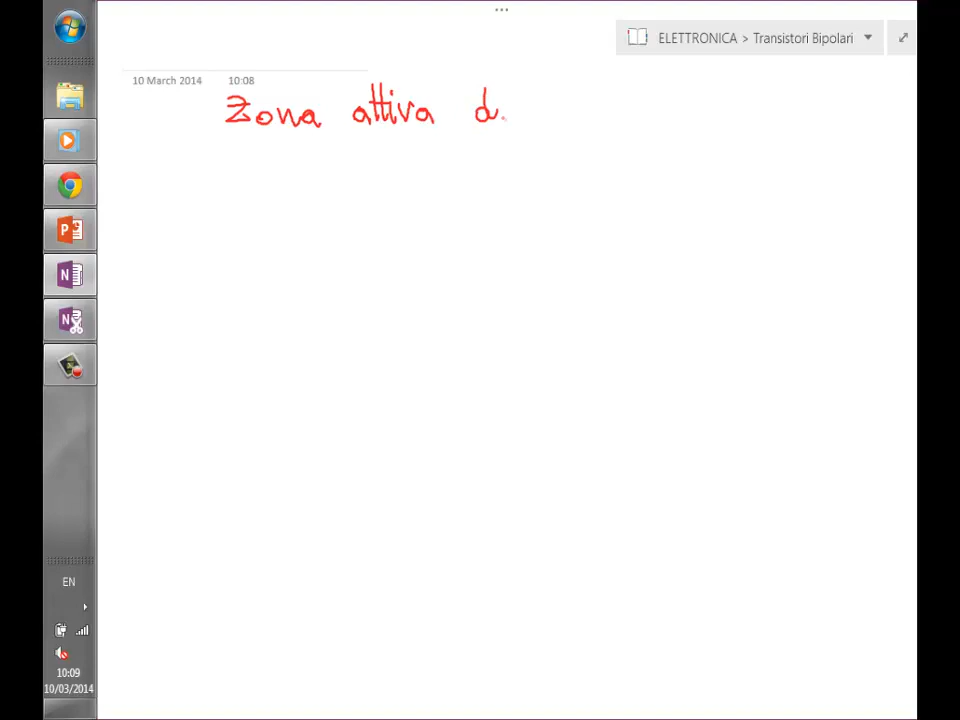 ...
ELETTRONICA > Transistori Bipolari
10 March 2014 10:08
Zona attiva d.
EN
10:09
10/03/2014